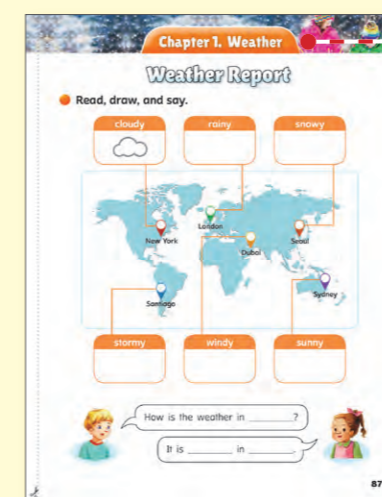 Chapter 1. Weather
Weather Report
Read, draw, and say.
cloudy rainy snowy
London
New York Seoul
Dubai
Santiago Sydney
stormy windy sunny
How is the weather in ________?
It is ________ in ________.
87